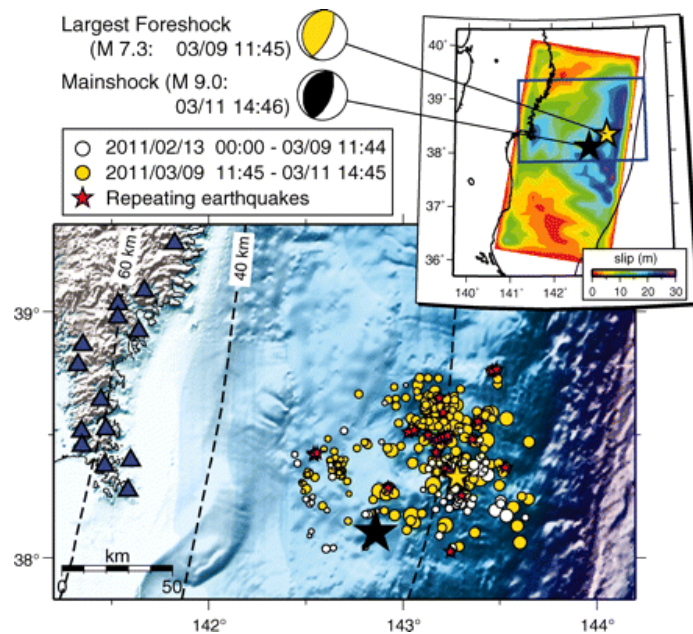 Largest Foreshock
(M 7.3: 03/09 11:45)
Mainshock (M 9.0:
03/11 14:46)
2011/02/13 00:00 - 03/09 11:44
2011/03/09 11:45 - 03/11 14:45
Repeating earthquakes
40˚
39˚
38˚
37˚
36˚
140˚ 141˚ 142˚
slip (m)
0 10 20 30
60 km
40 km
39°
38°
km
0 50
142° 143° 144°